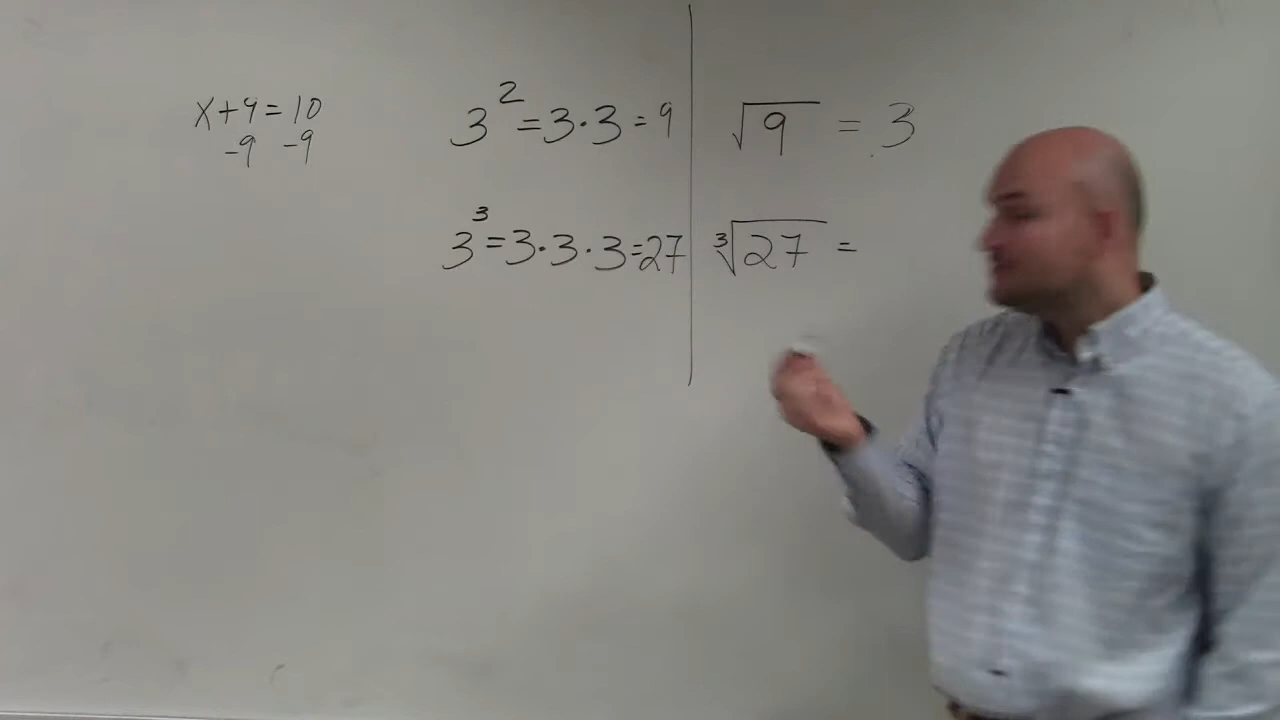 x+9=10
-9 -9
3²=3·3=9
√9 = 3
3³=3·3·3=27
∛27 =